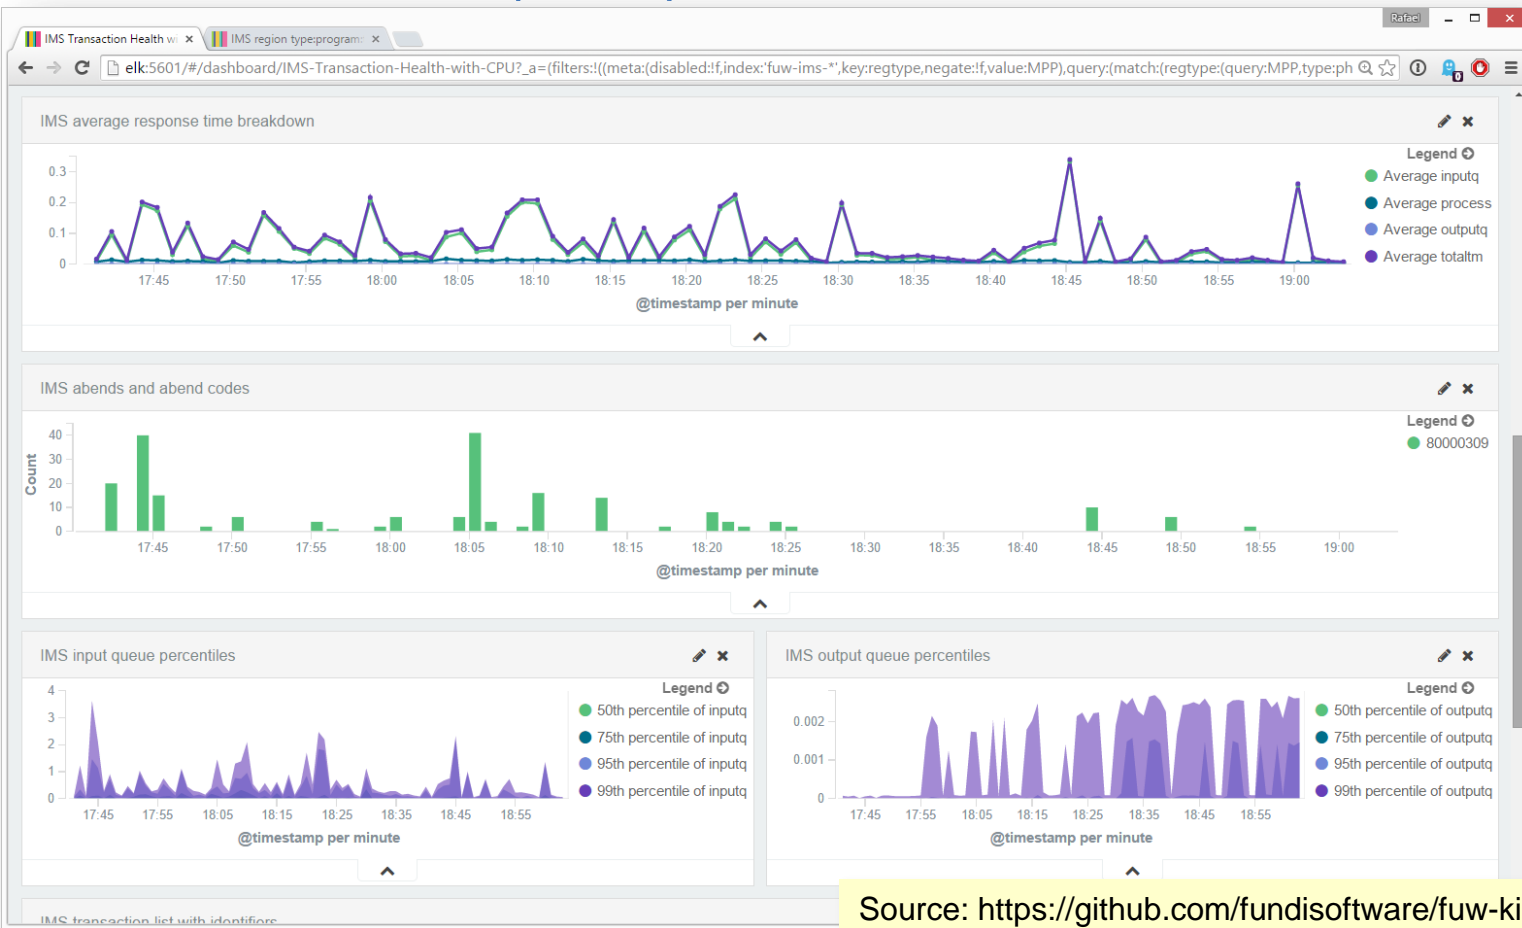 Rafael
IMS Transaction Health wi
IMS region type:program:
elk:5601/#/dashboard/IMS-Transaction-Health-with-CPU?_a=(filters:!((meta:(disabled:!f,index:'fuw-ims-*',key:regtype,negate:!f,value:MPP),query:(match:(regtype:(query:MPP,type:ph
0
IMS average response time breakdown
Legend
0.3
0.2
0.1
0
Average inputq
Average process
Average outputq
Average totaltm
17:45 17:50 17:55 18:00 18:05 18:10 18:15 18:20 18:25 18:30 18:35 18:40 18:45 18:50 18:55 19:00
@timestamp per minute
IMS abends and abend codes
Legend
80000309
Count
40
30
20
10
0
17:45 17:50 17:55 18:00 18:05 18:10 18:15 18:20 18:25 18:30 18:35 18:40 18:45 18:50 18:55 19:00
@timestamp per minute
IMS input queue percentiles
Legend
4
3
2
1
0
50th percentile of inputq
75th percentile of inputq
95th percentile of inputq
99th percentile of inputq
17:45 17:55 18:05 18:15 18:25 18:35 18:45 18:55
@timestamp per minute
IMS output queue percentiles
Legend
0.002
0.001
0
50th percentile of outputq
75th percentile of outputq
95th percentile of outputq
99th percentile of outputq
17:45 17:55 18:05 18:15 18:25 18:35 18:45 18:55
@timestamp per minute
IMS transaction list with identifiers
Source: https://github.com/fundisoftware/fuw-ki